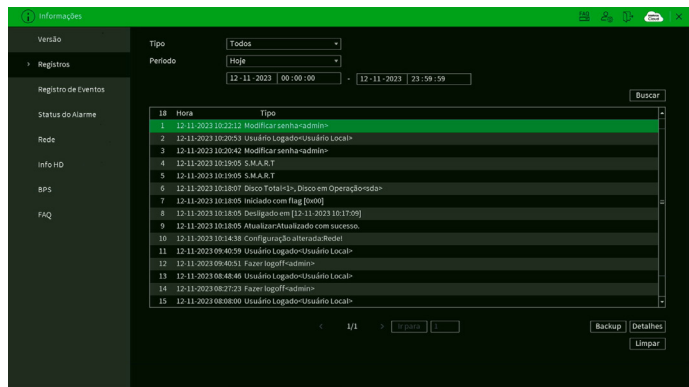 Informações
FAQ
Cloud
Versão
Registros
Registro de Eventos
Status do Alarme
Rede
Info HD
BPS
FAQ
Tipo Todos
Período Hoje
12-11-2023 00:00:00 - 12-11-2023 23:59:59
Buscar
18 Hora Tipo
1 12-11-2023 10:22:12 Modificar senha<admin>
2 12-11-2023 10:20:53 Usuário Logado<Usuário Local>
3 12-11-2023 10:20:42 Modificar senha<admin>
4 12-11-2023 10:19:05 S.M.A.R.T
5 12-11-2023 10:19:05 S.M.A.R.T
6 12-11-2023 10:18:07 Disco Total<1>, Disco em Operação<sda>
7 12-11-2023 10:18:05 Iniciado com flag [0x00]
8 12-11-2023 10:18:05 Desligado em [12-11-2023 10:17:09]
9 12-11-2023 10:18:05 Atualizar:Atualizado com sucesso.
10 12-11-2023 10:14:38 Configuração alterada:Rede!
11 12-11-2023 09:40:59 Usuário Logado<Usuário Local>
12 12-11-2023 09:40:51 Fazer logoff<admin>
13 12-11-2023 08:48:46 Usuário Logado<Usuário Local>
14 12-11-2023 08:27:23 Fazer logoff<admin>
15 12-11-2023 08:08:00 Usuário Logado<Usuário Local>
< 1/1 > Ir para 1
Backup Detalhes
Limpar